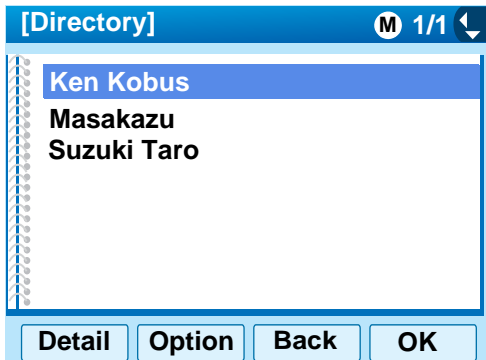 [Directory] M 1/1
Ken Kobus
Masakazu
Suzuki Taro
Detail Option Back OK